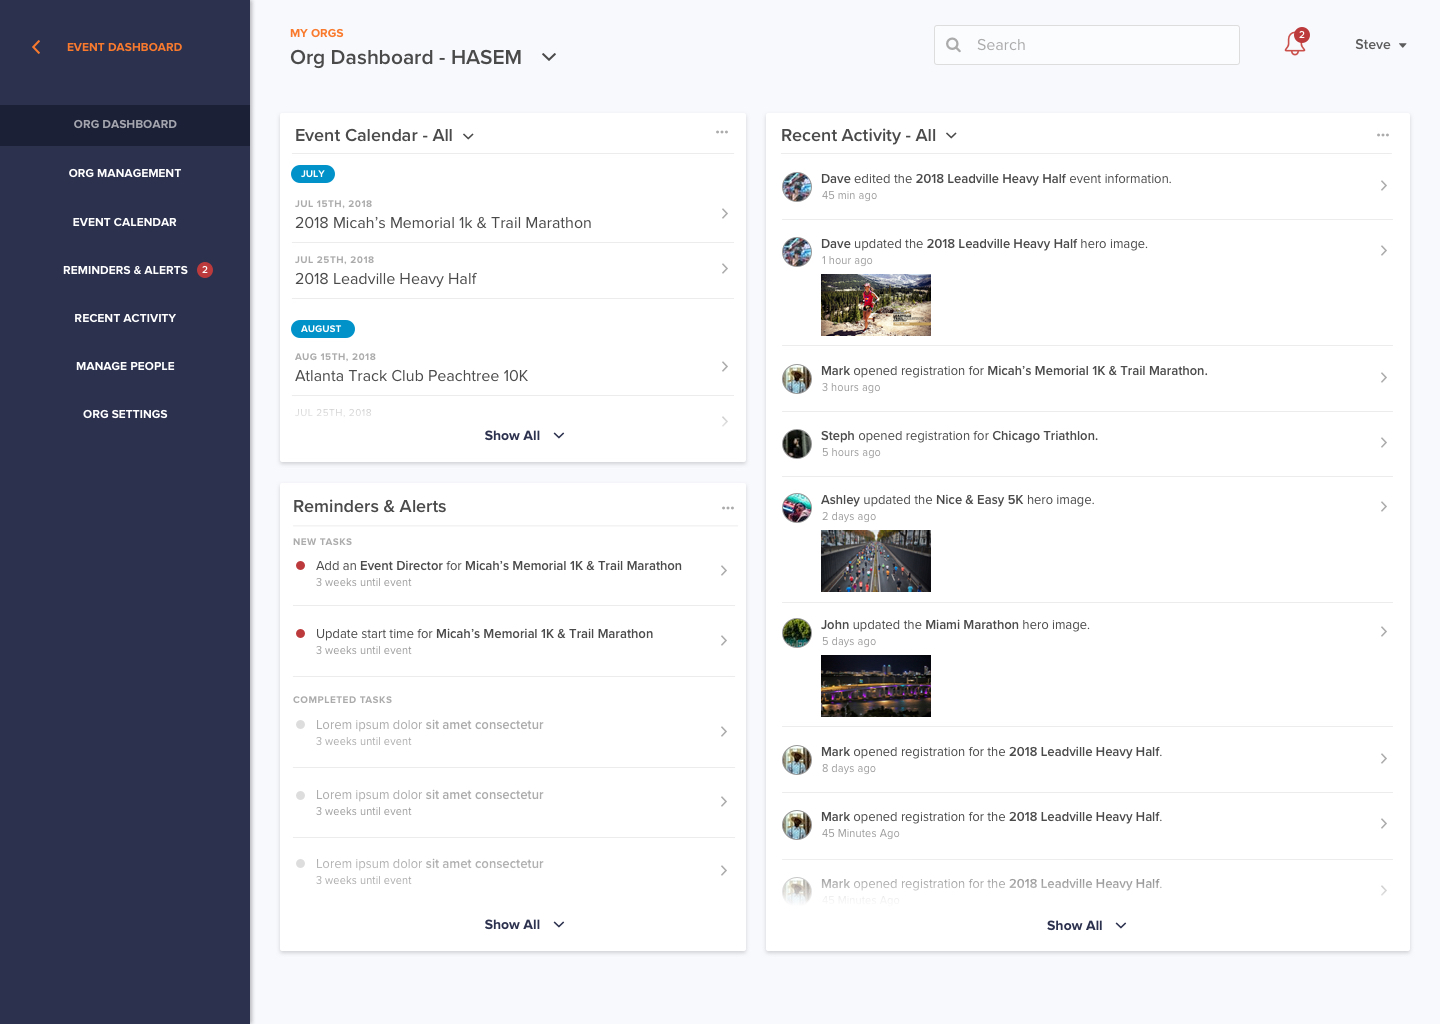 EVENT DASHBOARD
ORG DASHBOARD
ORG MANAGEMENT
EVENT CALENDAR
REMINDERS & ALERTS 2
RECENT ACTIVITY
MANAGE PEOPLE
ORG SETTINGS
MY ORGS
Org Dashboard - HASEM
Search
2
Steve
Event Calendar - All
JULY
JUL 15TH, 2018
2018 Micah's Memorial 1k & Trail Marathon
JUL 25TH, 2018
2018 Leadville Heavy Half
AUGUST
AUG 15TH, 2018
Atlanta Track Club Peachtree 10K
JUL 25TH, 2018
Show All
Reminders & Alerts
NEW TASKS
Add an Event Director for Micah's Memorial 1K & Trail Marathon
3 weeks until event
Update start time for Micah's Memorial 1K & Trail Marathon
3 weeks until event
COMPLETED TASKS
Lorem ipsum dolor sit amet consectetur
3 weeks until event
Lorem ipsum dolor sit amet consectetur
3 weeks until event
Lorem ipsum dolor sit amet consectetur
3 weeks until event
Show All
Recent Activity - All
Dave edited the 2018 Leadville Heavy Half event information.
45 min ago
Dave updated the 2018 Leadville Heavy Half hero image.
1 hour ago
Mark opened registration for Micah's Memorial 1K & Trail Marathon.
3 hours ago
Steph opened registration for Chicago Triathlon.
5 hours ago
Ashley updated the Nice & Easy 5K hero image.
2 days ago
John updated the Miami Marathon hero image.
5 days ago
Mark opened registration for the 2018 Leadville Heavy Half.
8 days ago
Mark opened registration for the 2018 Leadville Heavy Half.
45 Minutes Ago
Mark opened registration for the 2018 Leadville Heavy Half.
45 Minutes Ago
Show All